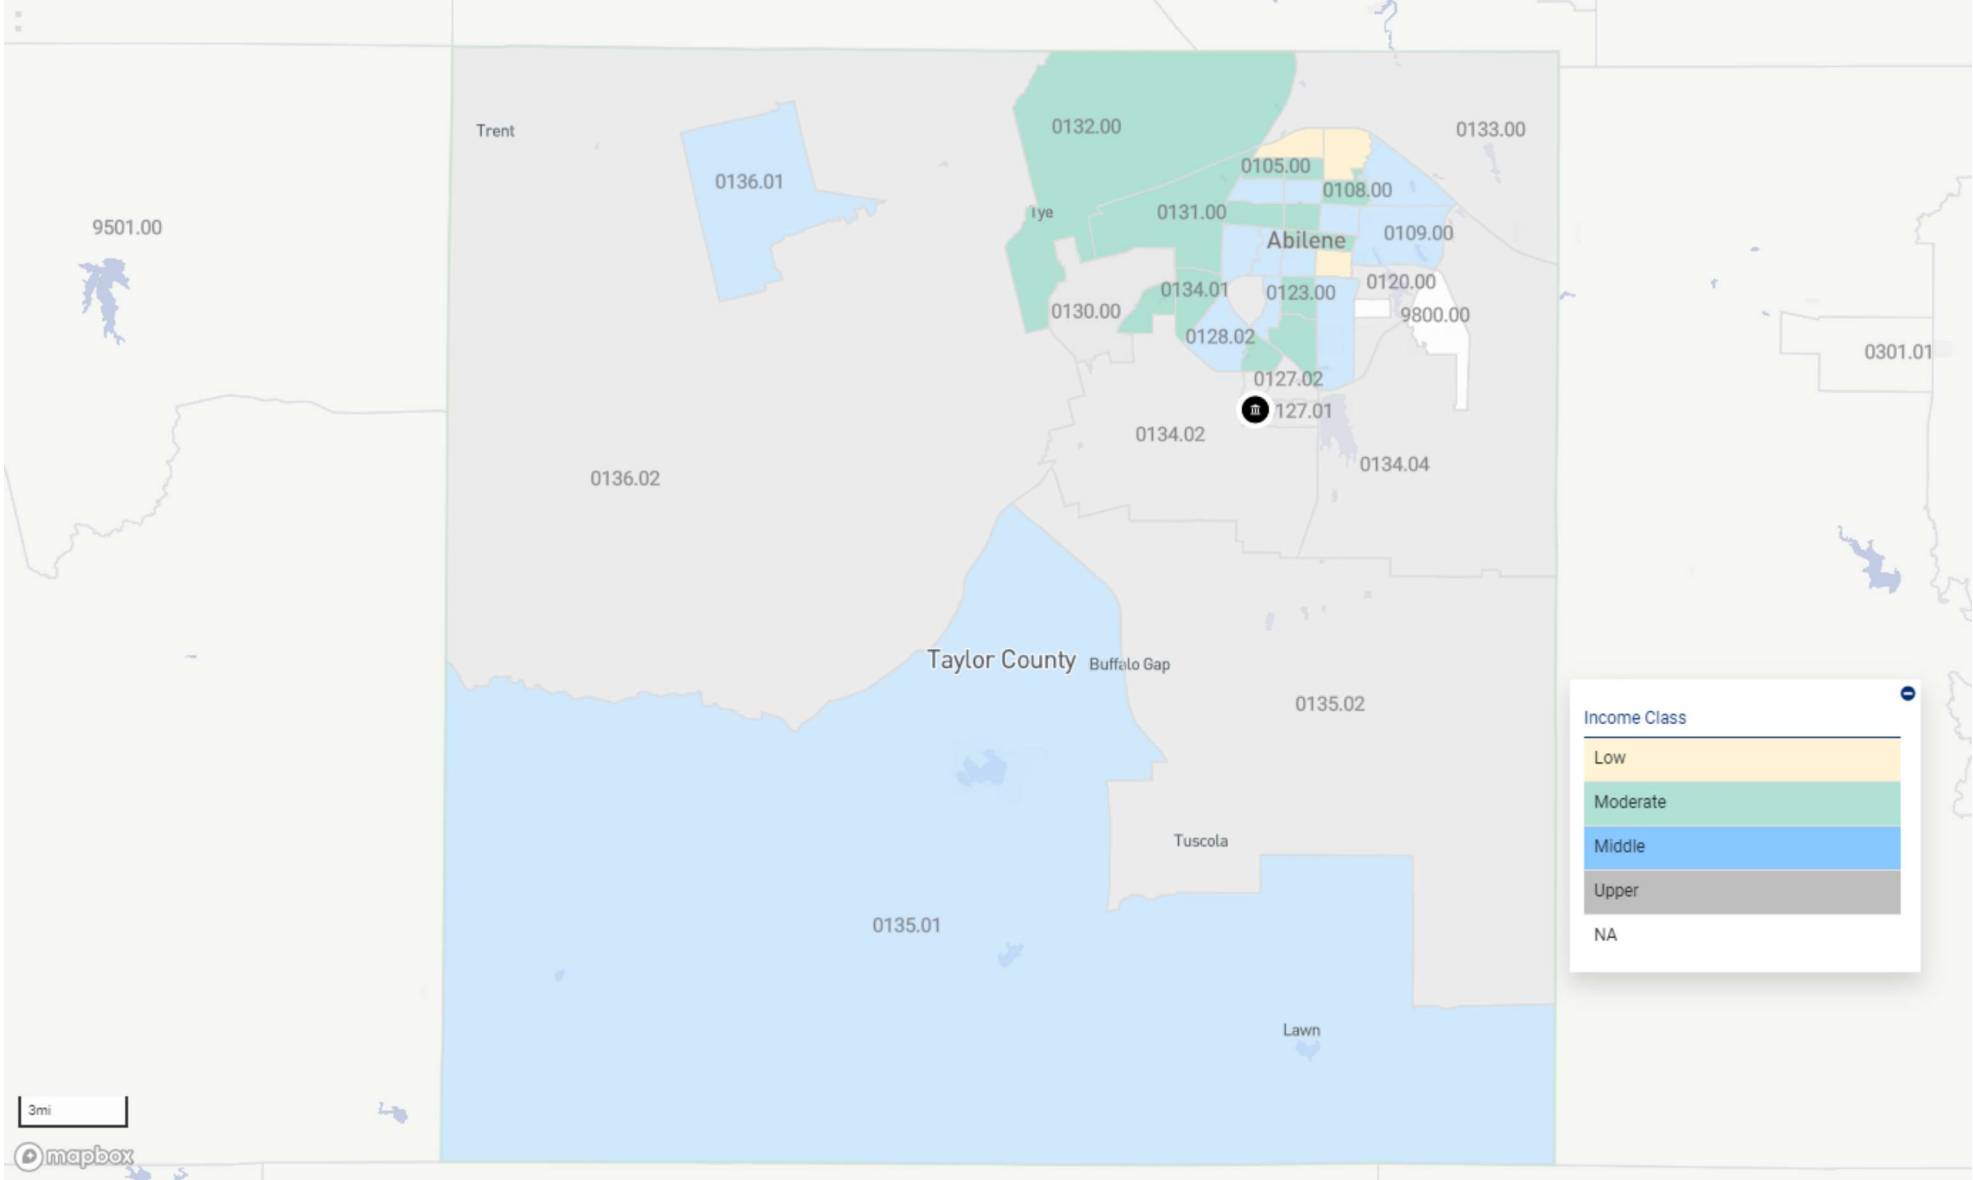 Trent
0132.00
0133.00
0105.00
0136.01
0108.00
9501.00
Tye
0131.00
0109.00
Abilene
0134.01
0123.00
0120.00
0130.00
9800.00
0128.02
0301.01
0127.02
127.01
0134.02
0134.04
0136.02
Taylor County
Buffalo Gap
0135.02
Income Class
Low
Moderate
Middle
Upper
NA
Tuscola
0135.01
Lawn
3mi
mapbox